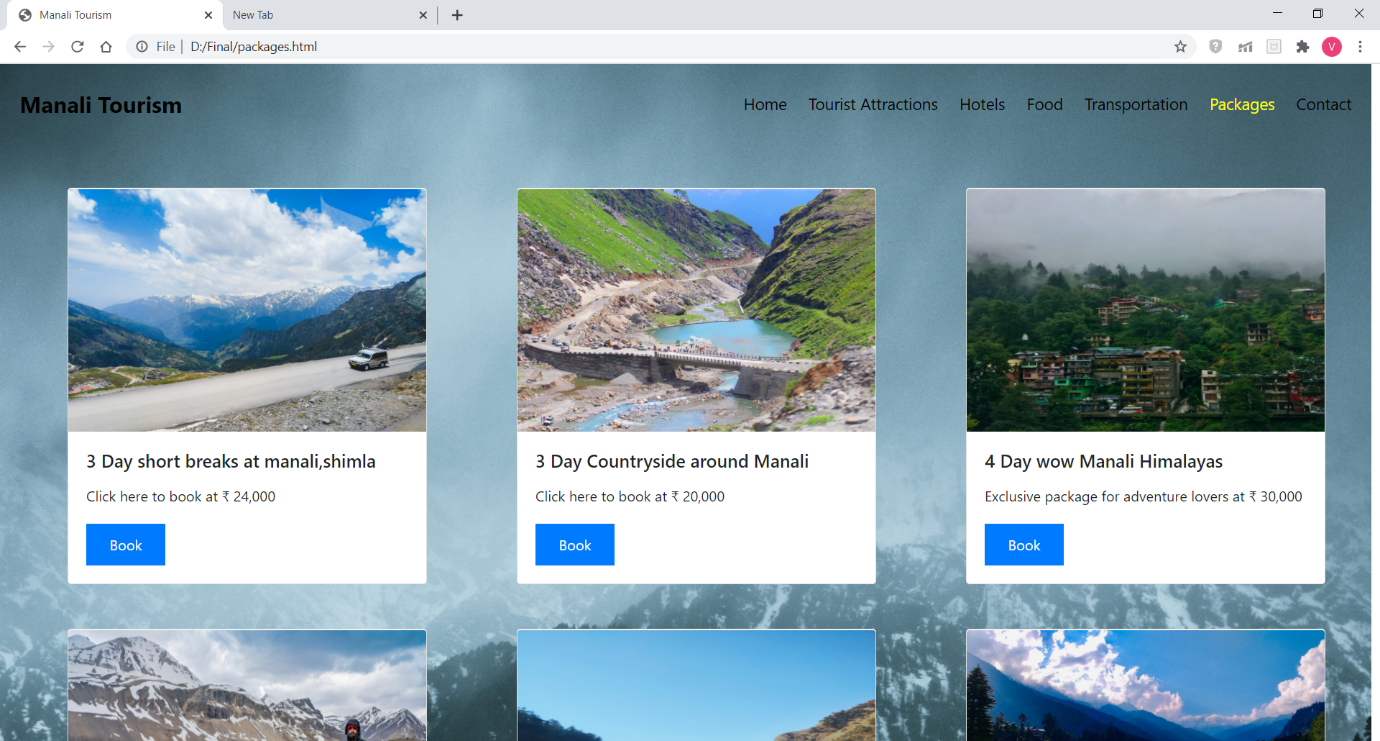 Manali Tourism
New Tab
File | D:/Final/packages.html
V
Manali Tourism
Home Tourist Attractions Hotels Food Transportation Packages Contact
3 Day short breaks at manali,shimla
Click here to book at ₹ 24,000
Book
3 Day Countryside around Manali
Click here to book at ₹ 20,000
Book
4 Day wow Manali Himalayas
Exclusive package for adventure lovers at ₹ 30,000
Book